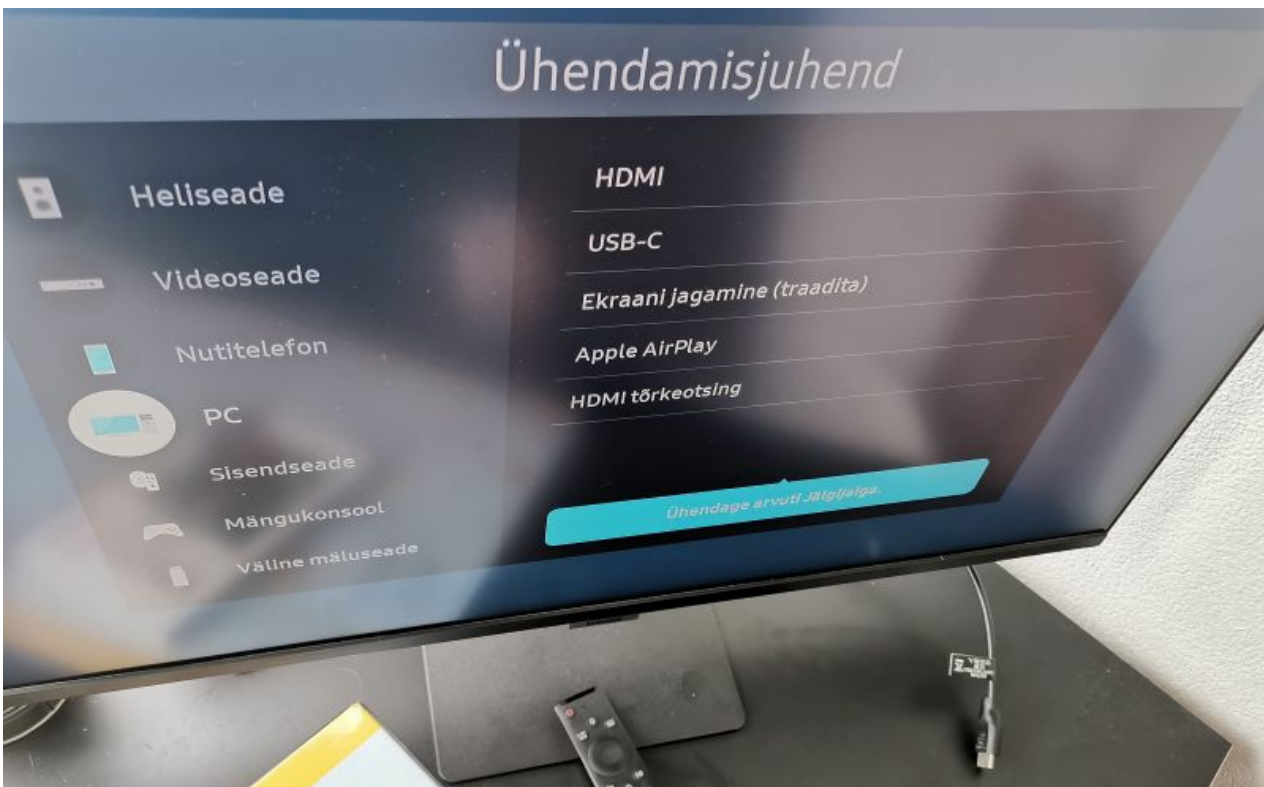 Ühendamisjuhend
Heliseade
Videoseade
Nutitelefon
PC
Sisendseade
Mängukonsool
Väline mäluseade
HDMI
USB-C
Ekraani jagamine (traadita)
Apple AirPlay
HDMI tõrkeotsing
Ühendage arvuti Jälgijaiga.